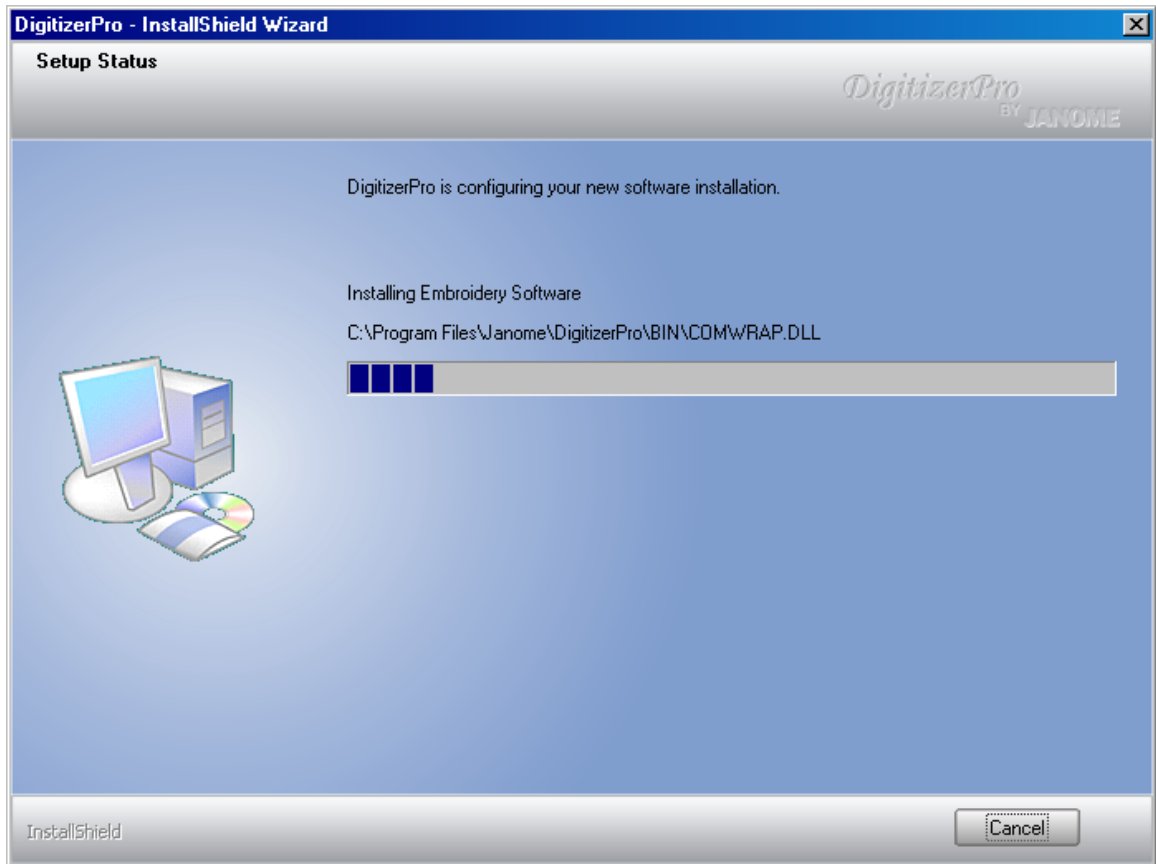 DigitizerPro - InstallShield Wizard
Setup Status
DigitizerPro
BY JANOME
DigitizerPro is configuring your new software installation.
Installing Embroidery Software
C:\Program Files\Janome\DigitizerPro\BIN\COMWRAP.DLL
InstallShield
Cancel